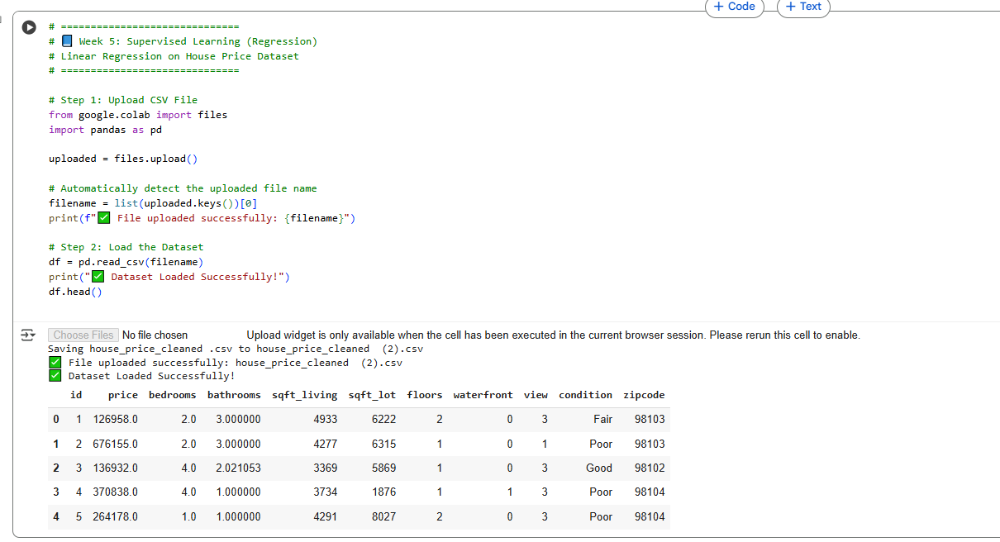 + Code + Text
# ==============================
# 📘 Week 5: Supervised Learning (Regression)
# Linear Regression on House Price Dataset
# ==============================
# Step 1: Upload CSV File
from google.colab import files
import pandas as pd
uploaded = files.upload()
# Automatically detect the uploaded file name
filename = list(uploaded.keys())[0]
print(f"✅ File uploaded successfully: {filename}")
# Step 2: Load the Dataset
df = pd.read_csv(filename)
print("✅ Dataset Loaded Successfully!")
df.head()
Choose Files No file chosen Upload widget is only available when the cell has been executed in the current browser session. Please rerun this cell to enable.
Saving house_price_cleaned .csv to house_price_cleaned  (2).csv
✅ File uploaded successfully: house_price_cleaned  (2).csv
✅ Dataset Loaded Successfully!
id price bedrooms bathrooms sqft_living sqft_lot floors waterfront view condition zipcode
0 1 126958.0 2.0 3.000000 4933 6222 2 0 3 Fair 98103
1 2 676155.0 2.0 3.000000 4277 6315 1 0 1 Poor 98103
2 3 136932.0 4.0 2.021053 3369 5869 1 0 3 Good 98102
3 4 370838.0 4.0 1.000000 3734 1876 1 1 3 Poor 98104
4 5 264178.0 1.0 1.000000 4291 8027 2 0 3 Poor 98104